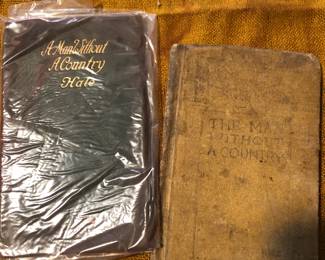 A Man Without
A Country
Hale
THE MAN
WITHOUT
A COUNTRY